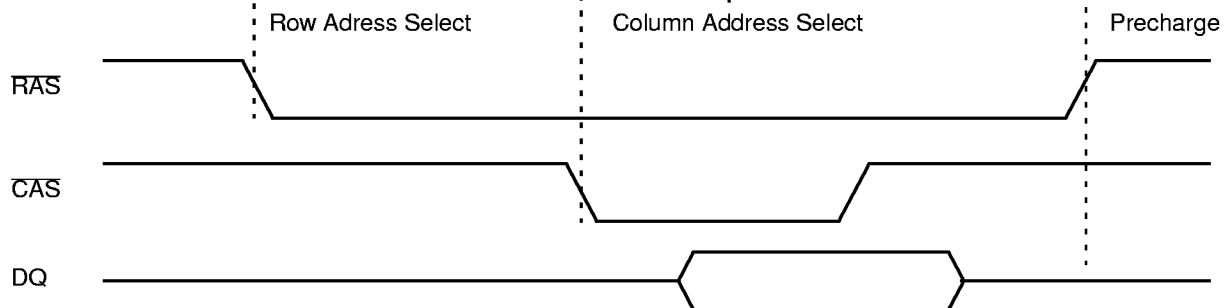 Row Adress Select
Column Address Select
Precharge
RAS
CAS
DQ